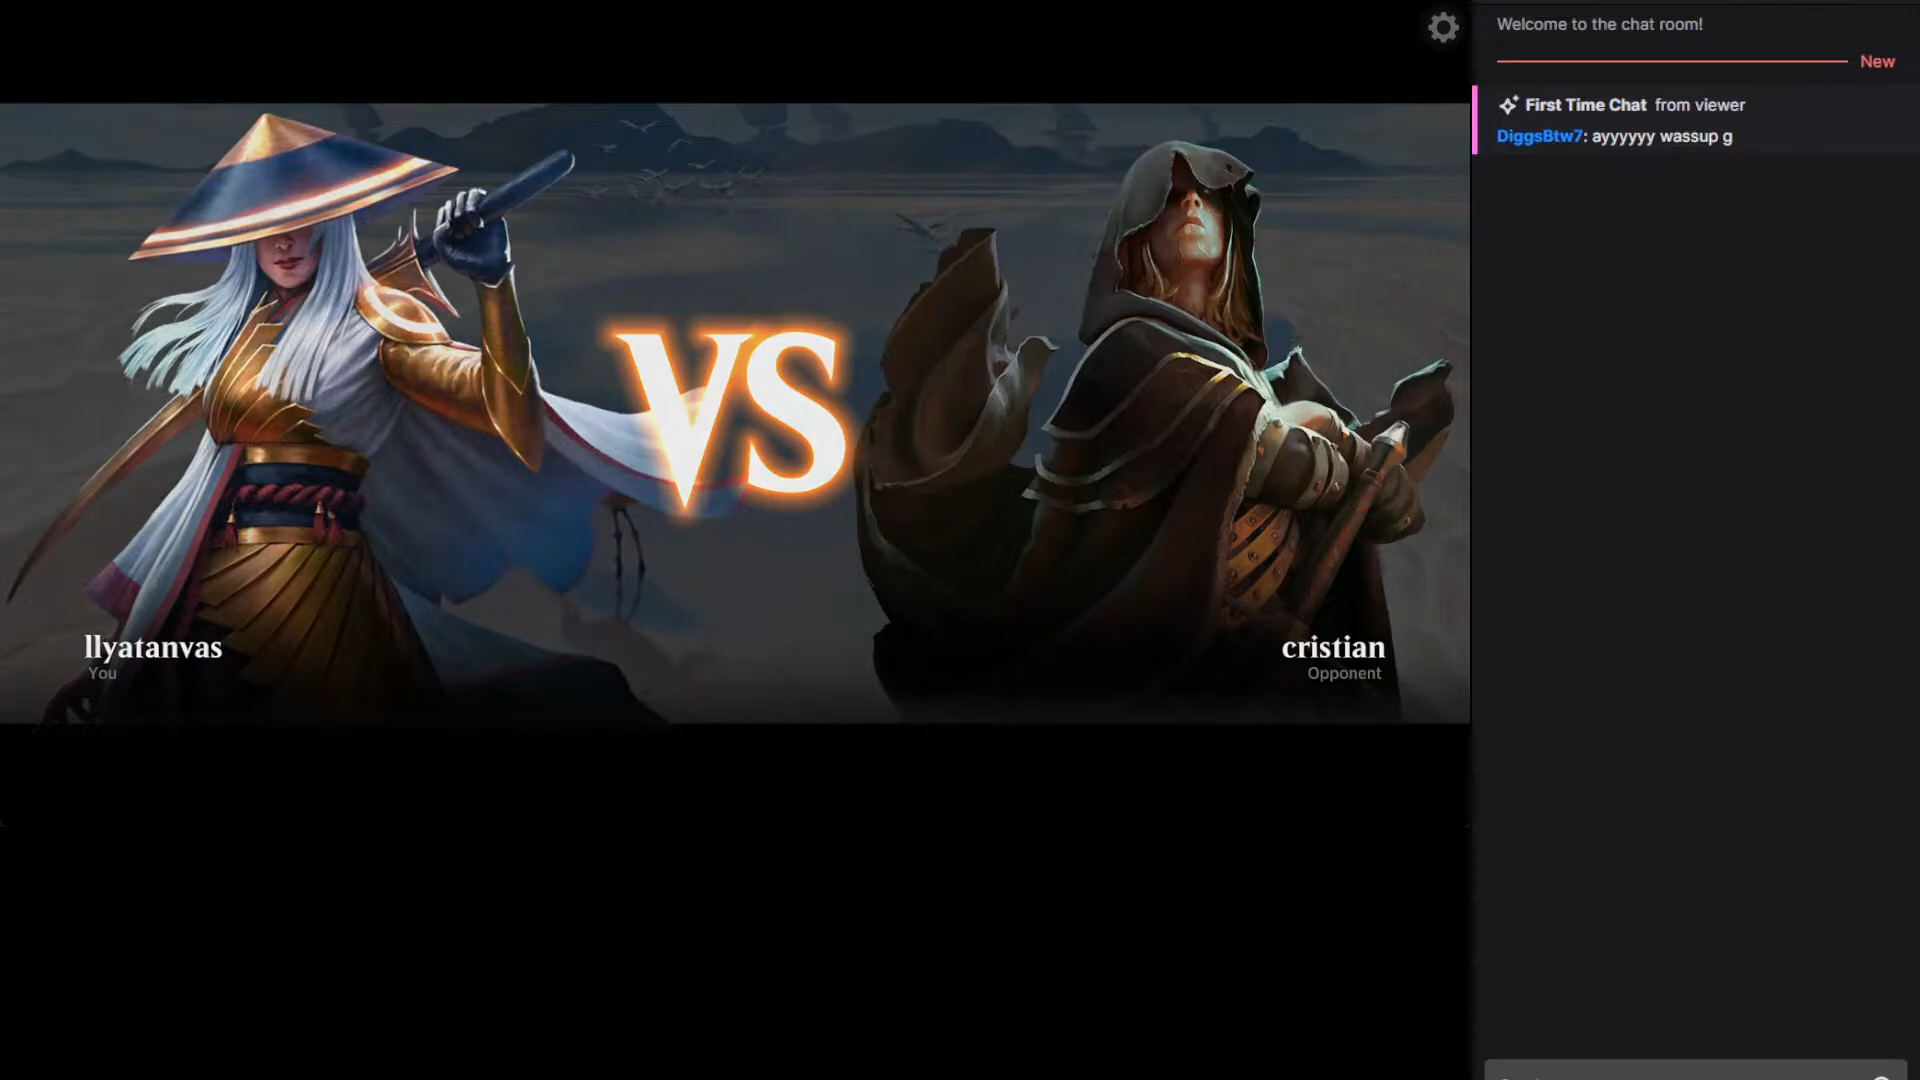 Welcome to the chat room!
New
First Time Chat from viewer
DiggsBtw7: ayyyyyy wassup g
VS
llyatanvas
You
cristian
Opponent